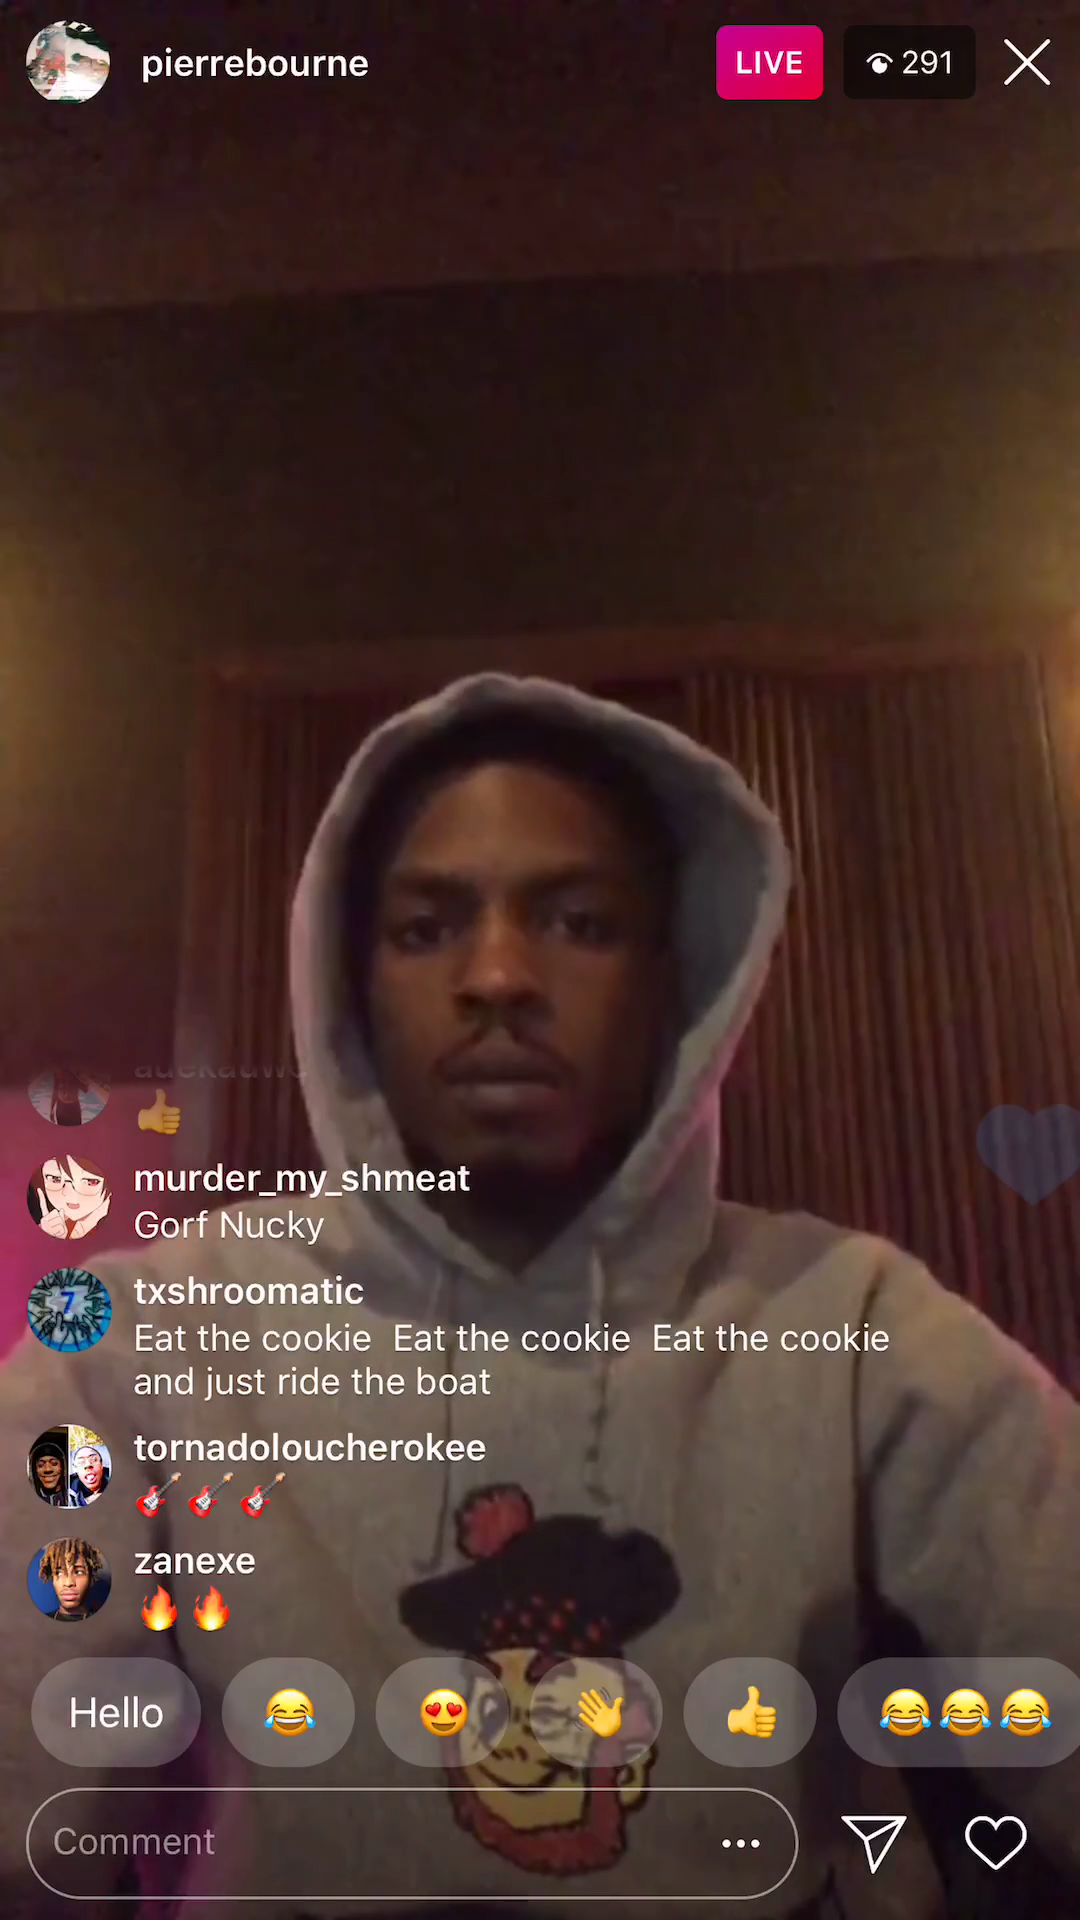 pierrebourne
LIVE
291
murder_my_shmeat
Gorf Nucky
txshroomatic
Eat the cookie Eat the cookie Eat the cookie
and just ride the boat
tornadoloucherokee
zanexe
Hello
Comment